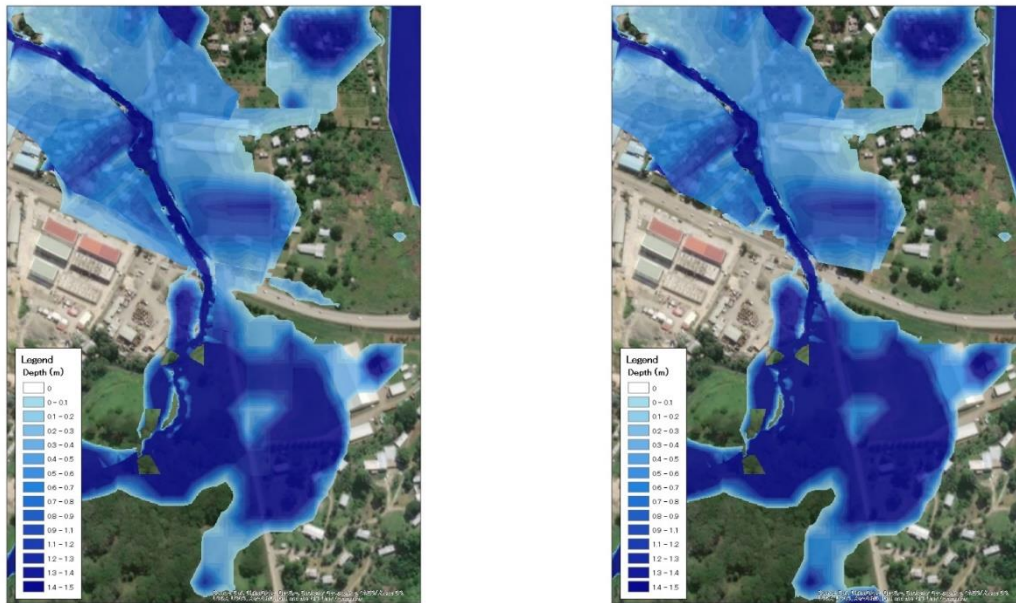 Legend
Depth (m)
0
0 - 0.1
0.1 - 0.2
0.2 - 0.3
0.3 - 0.4
0.4 - 0.5
0.5 - 0.6
0.6 - 0.7
0.7 - 0.8
0.8 - 0.9
0.9 - 1.1
1.1 - 1.2
1.2 - 1.3
1.3 - 1.4
1.4 - 1.5
Legend
Depth (m)
0
0 - 0.1
0.1 - 0.2
0.2 - 0.3
0.3 - 0.4
0.4 - 0.5
0.5 - 0.6
0.6 - 0.7
0.7 - 0.8
0.8 - 0.9
0.9 - 1.1
1.1 - 1.2
1.2 - 1.3
1.3 - 1.4
1.4 - 1.5